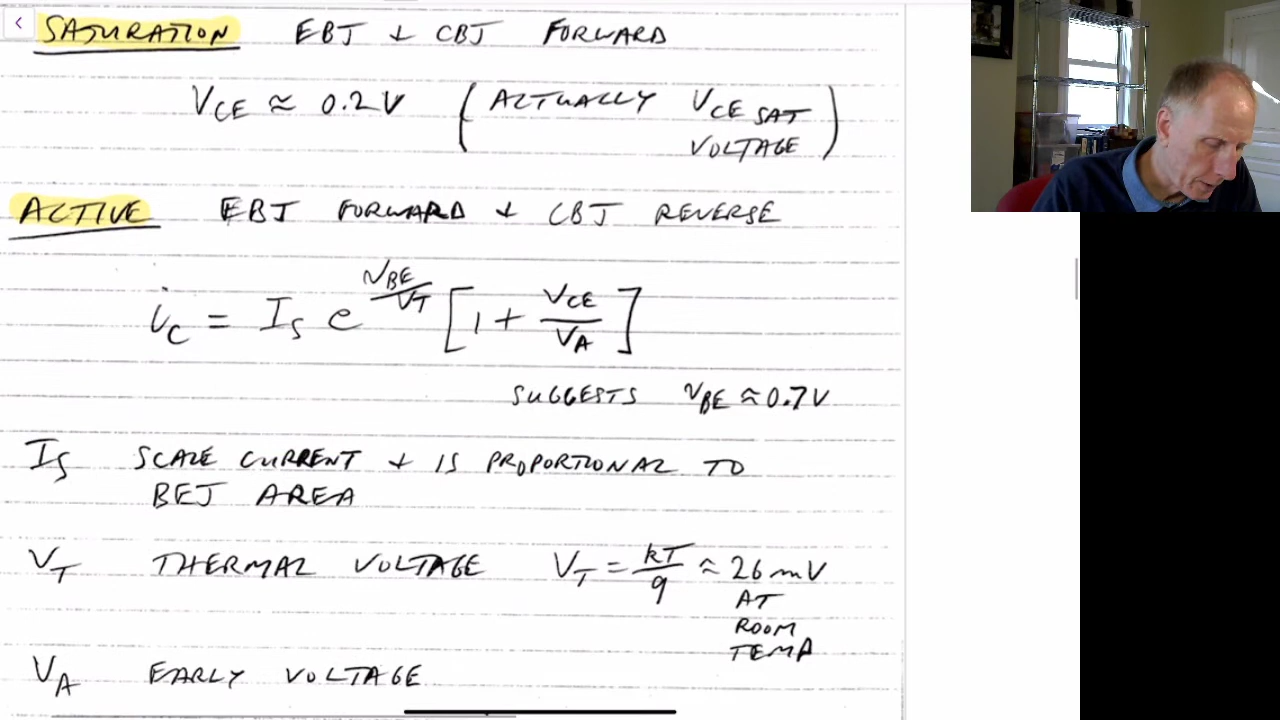 SATURATION EBJ + CBJ FORWARD
VCE ≈ 0.2V (ACTUALLY VCE SAT
VOLTAGE)
ACTIVE EBJ FORWARD + CBJ REVERSE
iC = IS e^(vBE/VT) [1 + VCE/VA]
SUGGESTS vBE ≈ 0.7V
IS SCALE CURRENT + IS PROPORTIONAL TO
BEJ AREA
VT THERMAL VOLTAGE VT = kT/q ≈ 26mV
AT
ROOM
TEMP
VA EARLY VOLTAGE